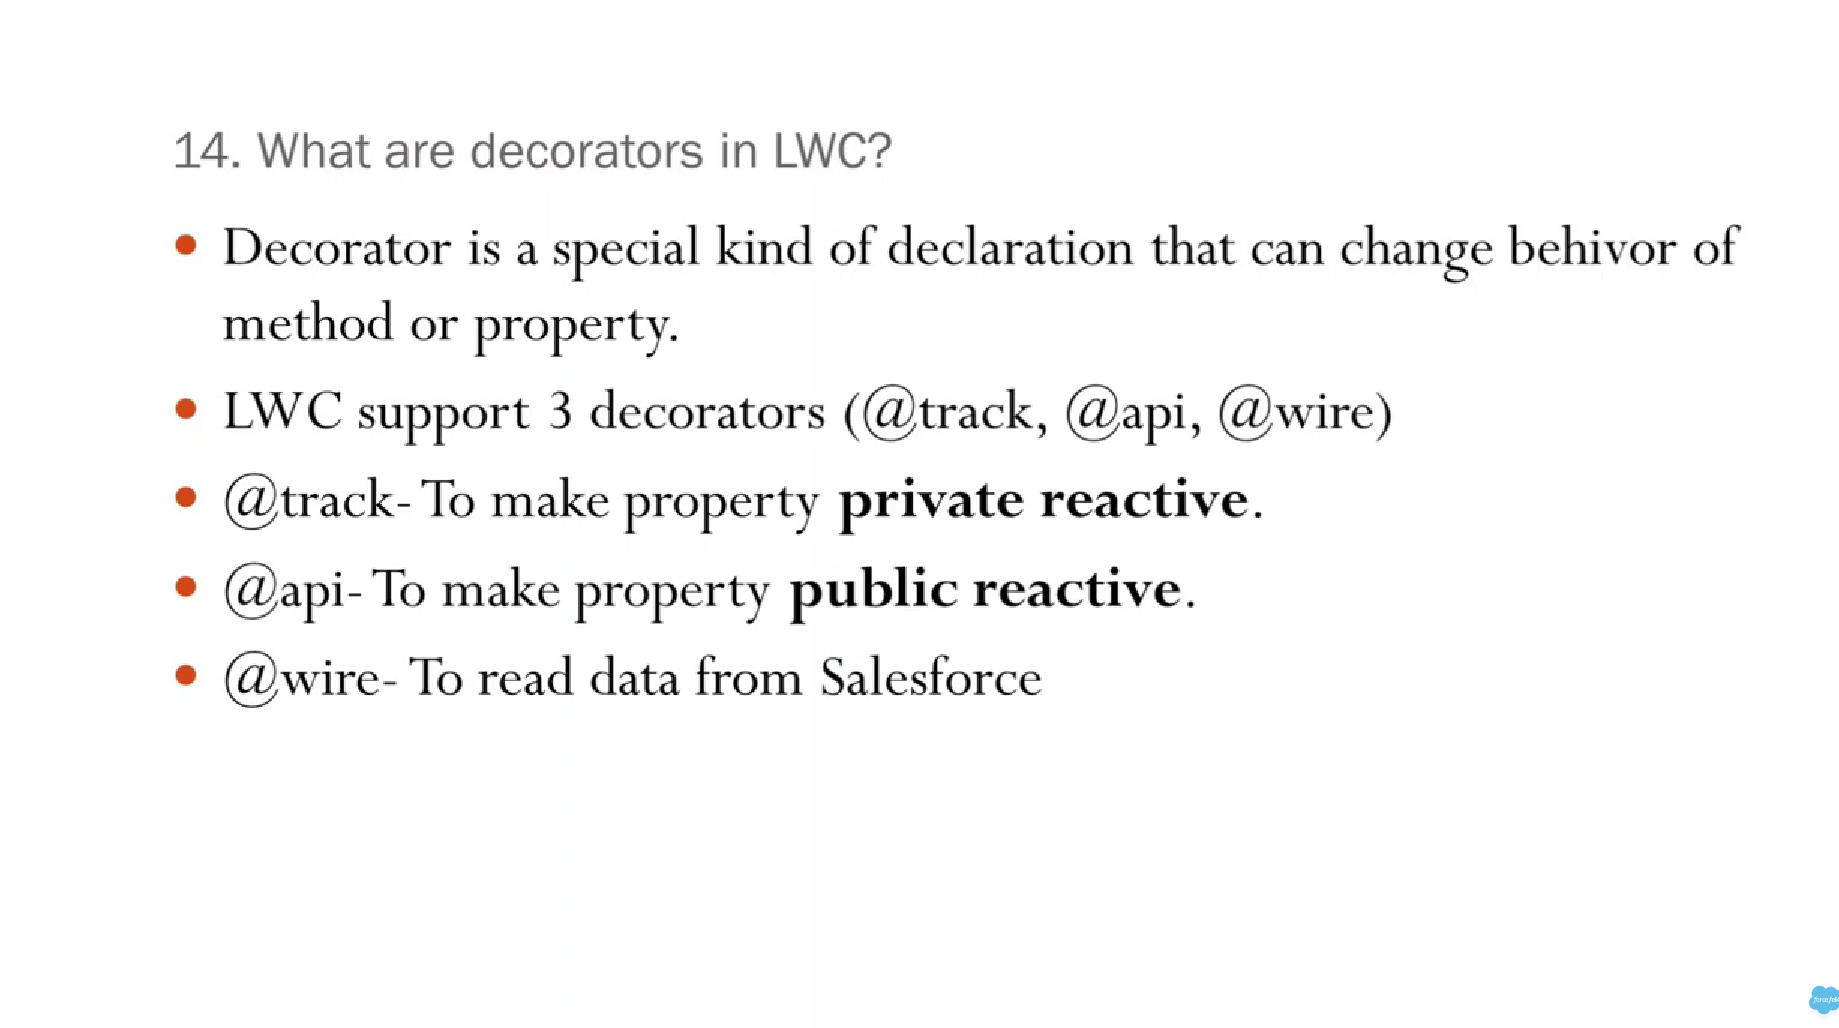 14. What are decorators in LWC?
• Decorator is a special kind of declaration that can change behivor of
method or property.
• LWC support 3 decorators (@track, @api, @wire)
• @track- To make property private reactive.
• @api- To make property public reactive.
• @wire- To read data from Salesforce